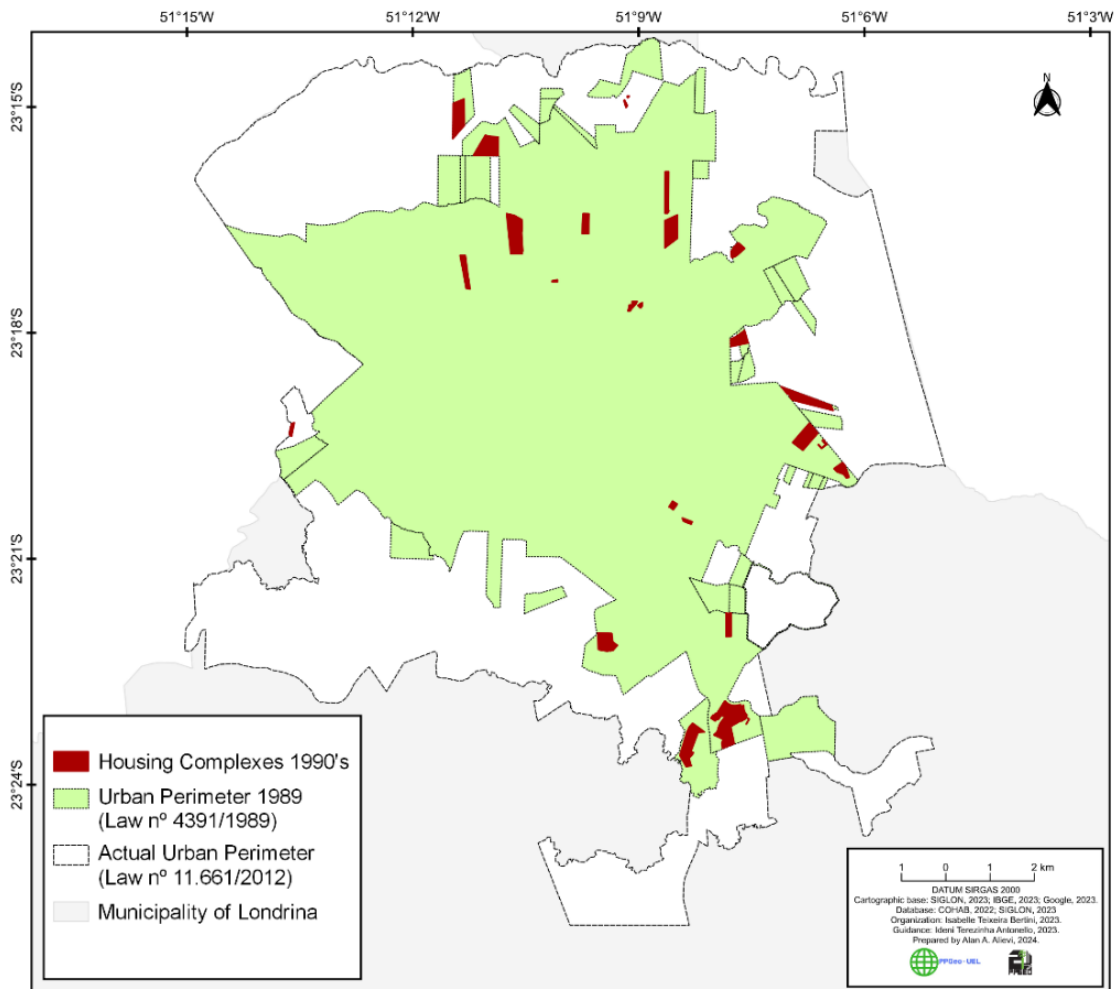 51°15'W 51°12'W 51°9'W 51°6'W 51°3'W
23°15'S
23°18'S
23°21'S
23°24'S
N
Housing Complexes 1990's
Urban Perimeter 1989
(Law nº 4391/1989)
Actual Urban Perimeter
(Law nº 11.661/2012)
Municipality of Londrina
1 0 1 2 km
DATUM SIRGAS 2000
Cartographic base: SIGLON, 2023; IBGE, 2023; Google, 2023.
Database: COHAB, 2022; SIGLON, 2023
Organization: Isabelle Teixeira Bertini, 2023.
Guidance: Ideni Terezinha Antonello, 2023.
Prepared by Alan A. Alievi, 2024.
PPGeo-UEL